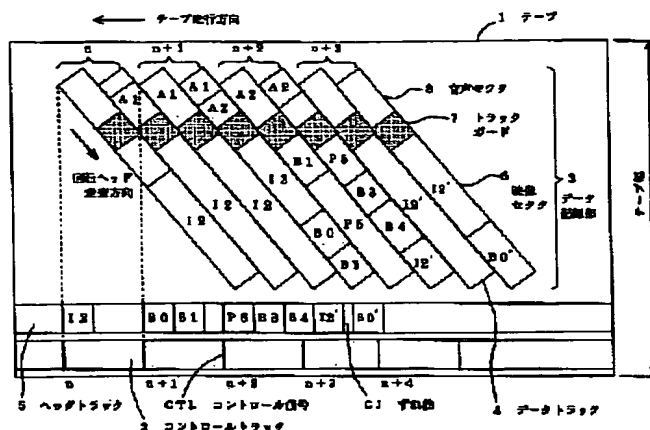 テープ走行方向
1 テープ
n n+1 n+2 n+3
A1 A1 A2 A2 A2
8 音声セクタ
7 トラックガード
回転ヘッド
走査方向
6 映像セクタ
3 データ記録部
テープ幅
I2 I2 I2 I2 B0 B3
B1 P5 P5 B3 B4 I2' I2' I2' B0'
I2 B0 B1 P5 B3 B4 I2' B0'
n n+1 n+2 n+3 n+4
5 ヘッダトラック
CTL コントロール信号
2 コントロールトラック
4 データトラック